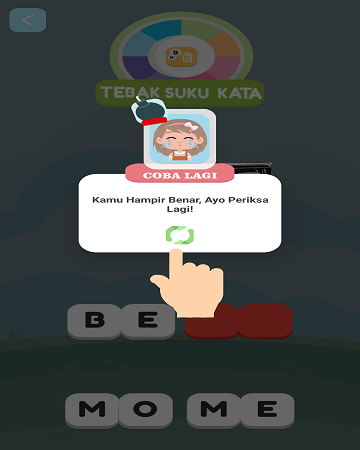 TEBAK SUKU KATA
COBA LAGI
Kamu Hampir Benar, Ayo Periksa
Lagi!
B E
M O M E